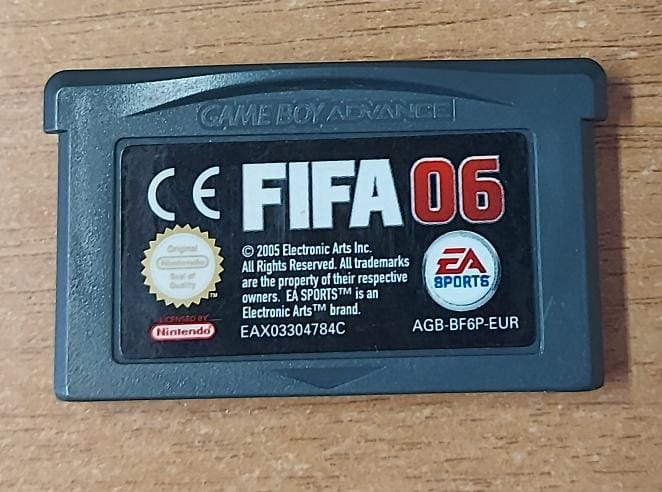 GAME BOY ADVANCE
CE FIFA 06
Original
Nintendo
Seal of
Quality
TM
© 2005 Electronic Arts Inc.
All Rights Reserved. All trademarks
are the property of their respective
owners. EA SPORTS™ is an
Electronic Arts™ brand.
EA
SPORTS
LICENSED BY
Nintendo
EAX03304784C
AGB-BF6P-EUR